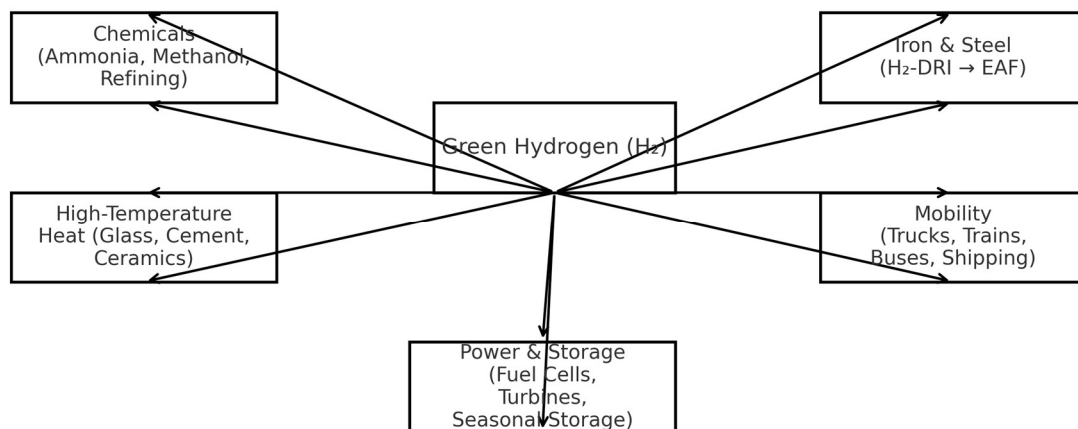 Chemicals
(Ammonia, Methanol,
Refining)
Iron & Steel
(H₂-DRI → EAF)
Green Hydrogen (H₂)
High-Temperature
Heat (Glass, Cement,
Ceramics)
Mobility
(Trucks, Trains,
Buses, Shipping)
Power & Storage
(Fuel Cells,
Turbines,
Seasonal Storage)